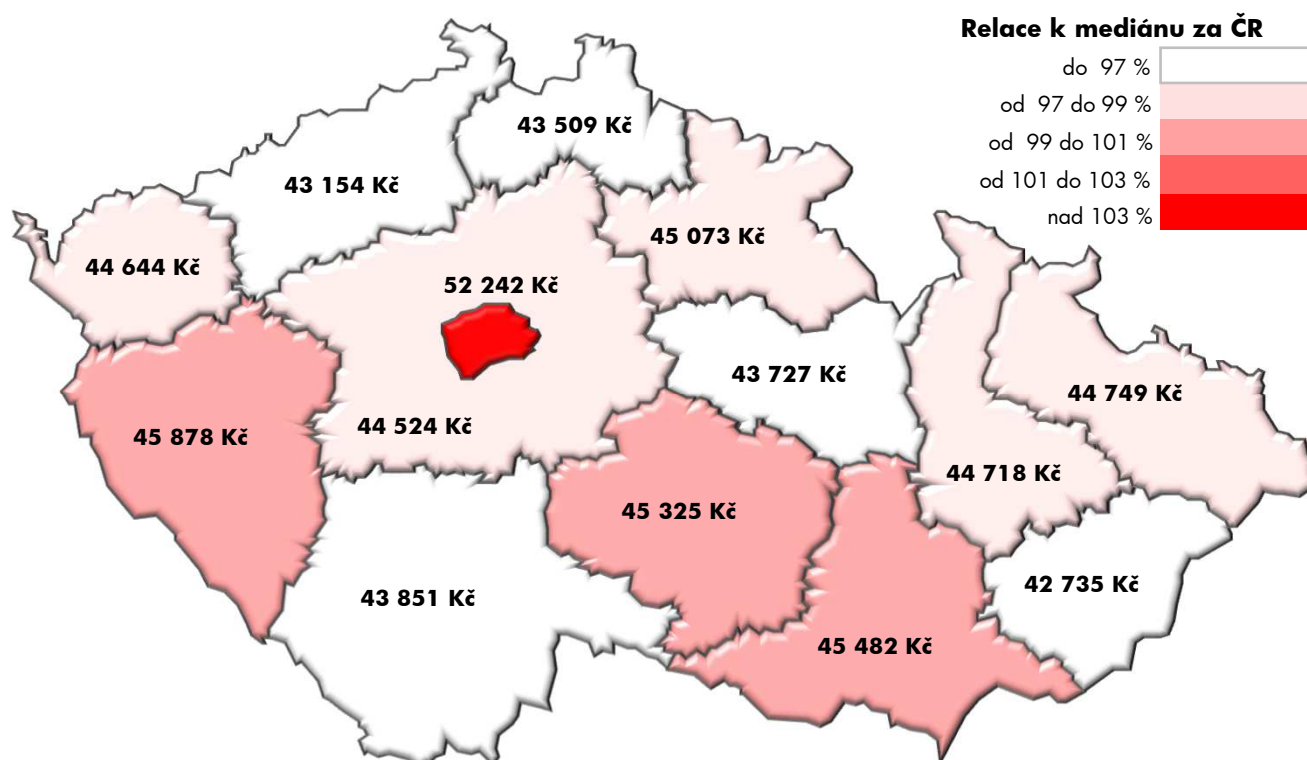 Relace k mediánu za ČR
do 97 %
od 97 do 99 %
od 99 do 101 %
od 101 do 103 %
nad 103 %
43 509 Kč
43 154 Kč
45 073 Kč
44 644 Kč
52 242 Kč
43 727 Kč
44 749 Kč
45 878 Kč
44 524 Kč
44 718 Kč
45 325 Kč
42 735 Kč
43 851 Kč
45 482 Kč